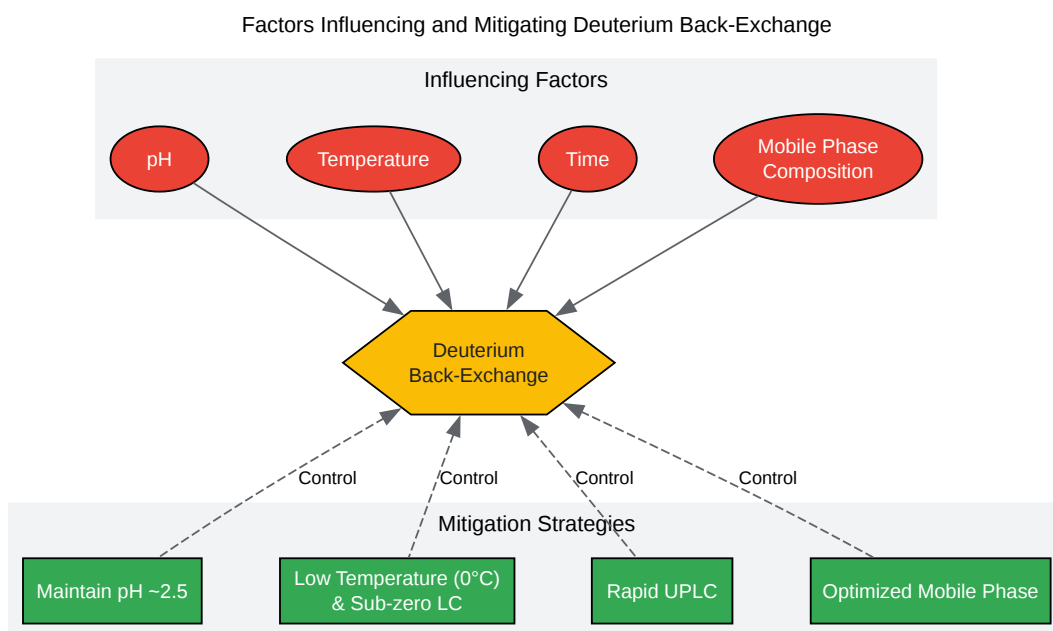 Factors Influencing and Mitigating Deuterium Back-Exchange
Influencing Factors
pH
Temperature
Time
Mobile Phase
Composition
Deuterium
Back-Exchange
Control
Control
Control
Control
Mitigation Strategies
Maintain pH ~2.5
Low Temperature (0°C)
& Sub-zero LC
Rapid UPLC
Optimized Mobile Phase